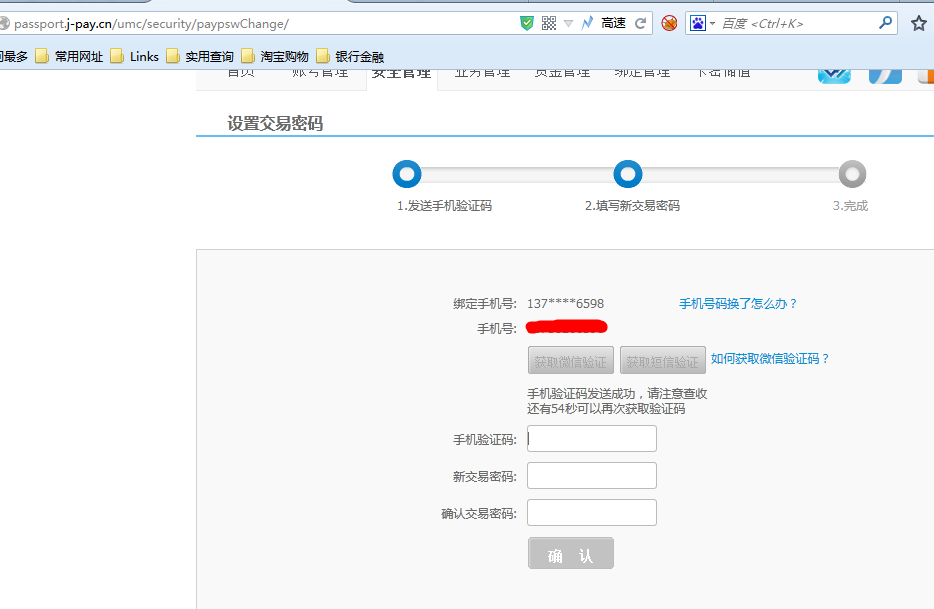 passport.j-pay.cn/umc/security/paypswChange/ 高速 百度 <Ctrl+K>
问最多 常用网址 Links 实用查询 淘宝购物 银行金融
首页 账号管理 安全管理 业务管理 资金管理 绑定管理 卡密储值
设置交易密码
1.发送手机验证码 2.填写新交易密码 3.完成
绑定手机号: 137****6598 手机号码换了怎么办？
手机号:
获取微信验证 获取短信验证 如何获取微信验证码？
手机验证码发送成功，请注意查收
还有54秒可以再次获取验证码
手机验证码:
新交易密码:
确认交易密码:
确 认